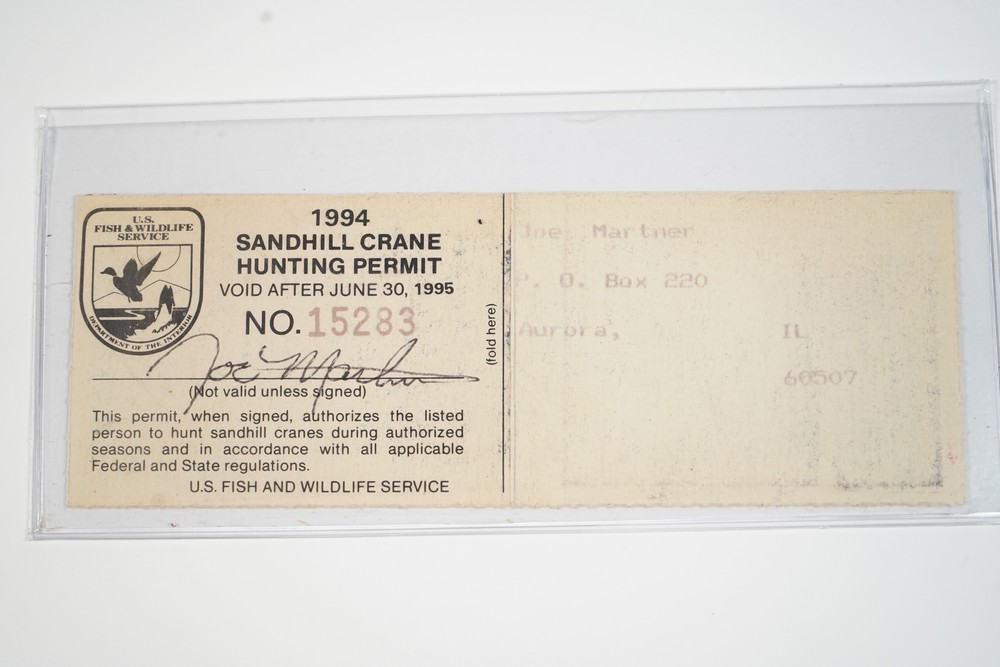 U.S.
FISH & WILDLIFE
SERVICE
DEPARTMENT OF THE INTERIOR
1994
SANDHILL CRANE
HUNTING PERMIT
VOID AFTER JUNE 30, 1995
NO. 15283
Joe Martner
(Not valid unless signed)
This permit, when signed, authorizes the listed
person to hunt sandhill cranes during authorized
seasons and in accordance with all applicable
Federal and State regulations.
U.S. FISH AND WILDLIFE SERVICE
(fold here)
Joe Martner
P. O. Box 220
Aurora, IL
60507